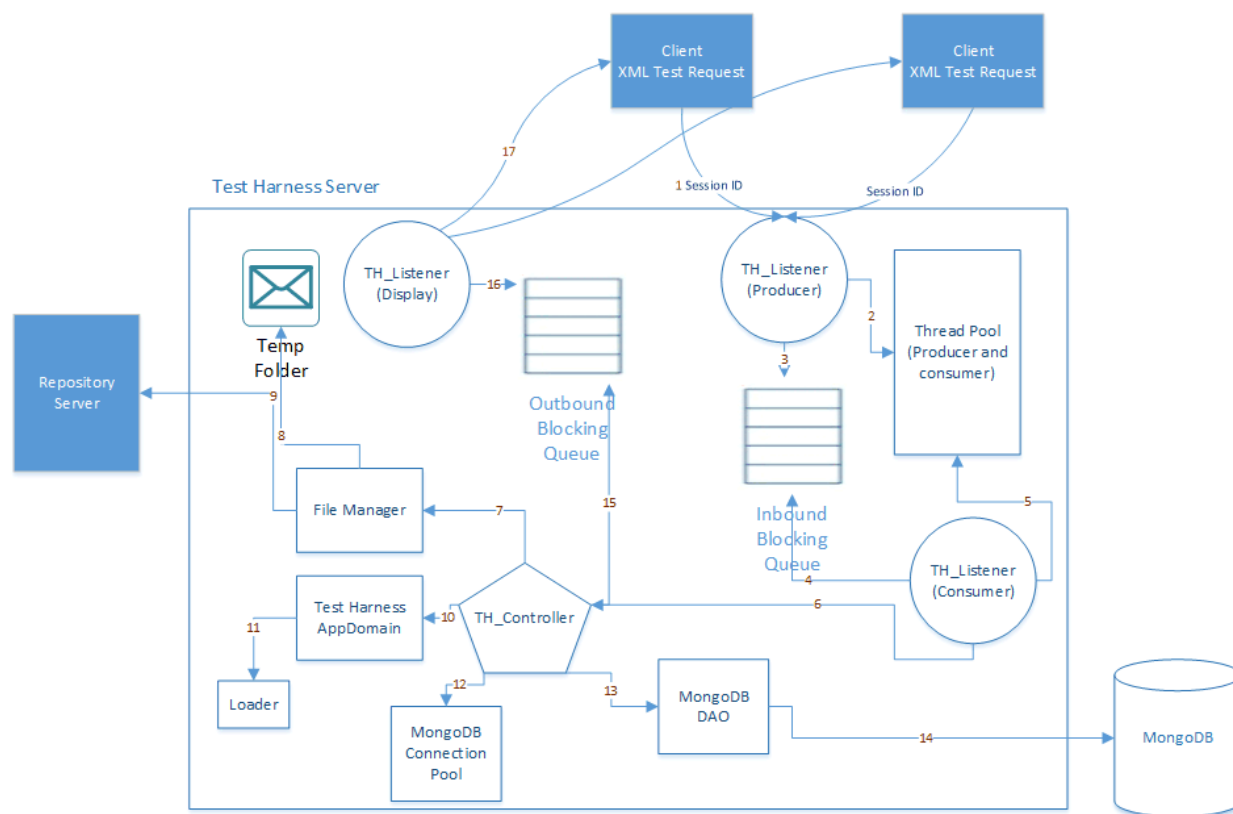 Client
XML Test Request
Client
XML Test Request
17
1 Session ID
Session ID
Test Harness Server
TH_Listener
(Display)
16
TH_Listener
(Producer)
2
3
Thread Pool
(Producer and
consumer)
Temp
Folder
Repository
Server
9
8
Outbound
Blocking
Queue
15
Inbound
Blocking
Queue
5
4
TH_Listener
(Consumer)
6
File Manager
7
Test Harness
AppDomain
10
TH_Controller
11
Loader
12
13
MongoDB
Connection
Pool
MongoDB
DAO
14
MongoDB